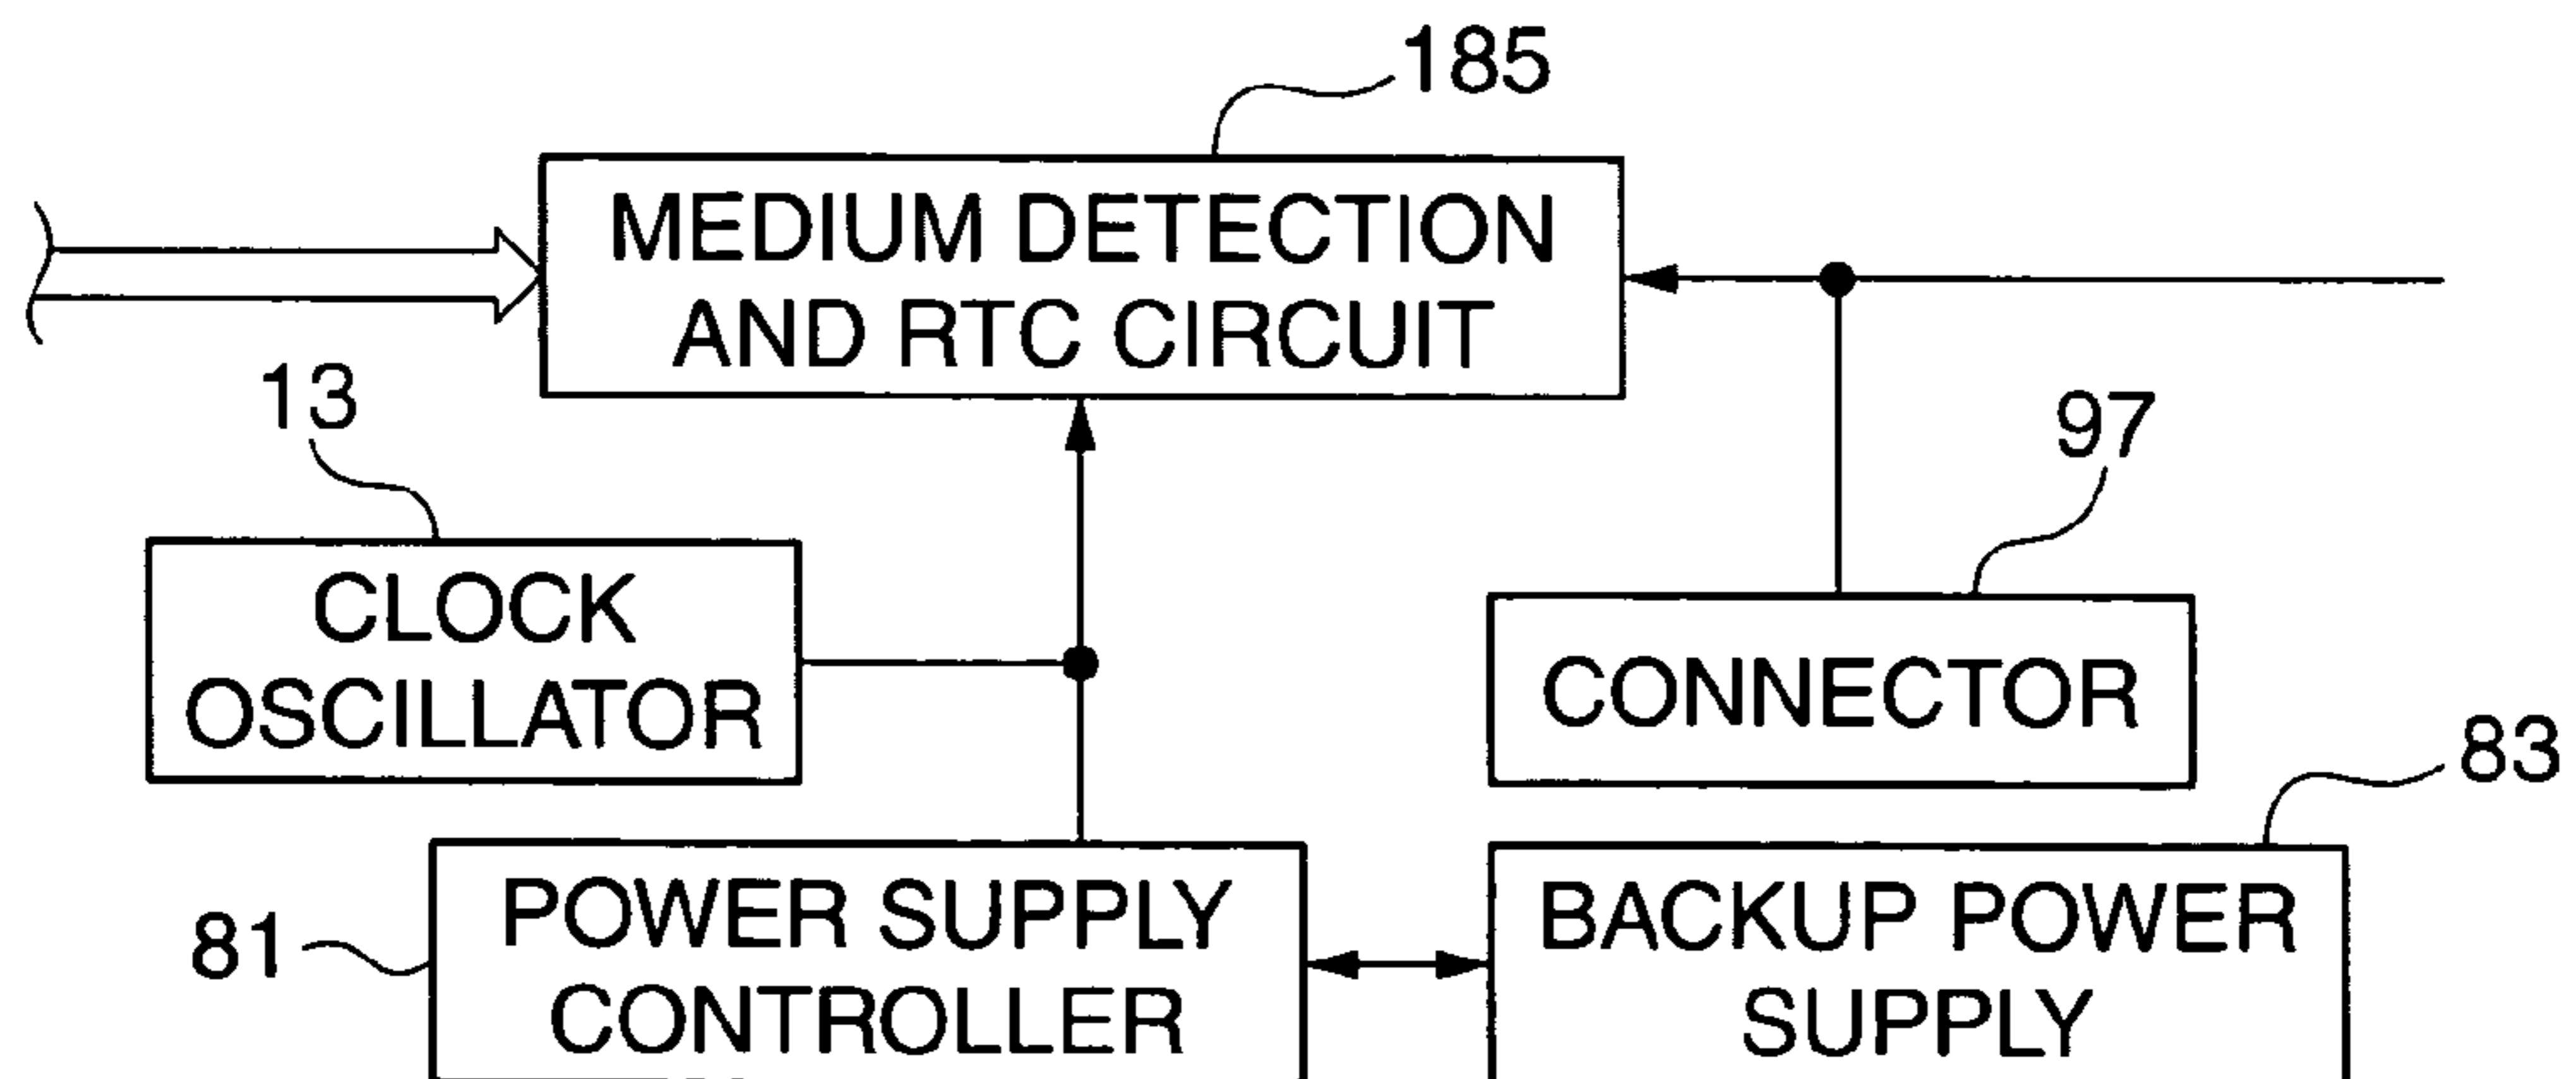 185
MEDIUM DETECTION
AND RTC CIRCUIT
13
97
CLOCK
OSCILLATOR
CONNECTOR
83
81
POWER SUPPLY
CONTROLLER
BACKUP POWER
SUPPLY